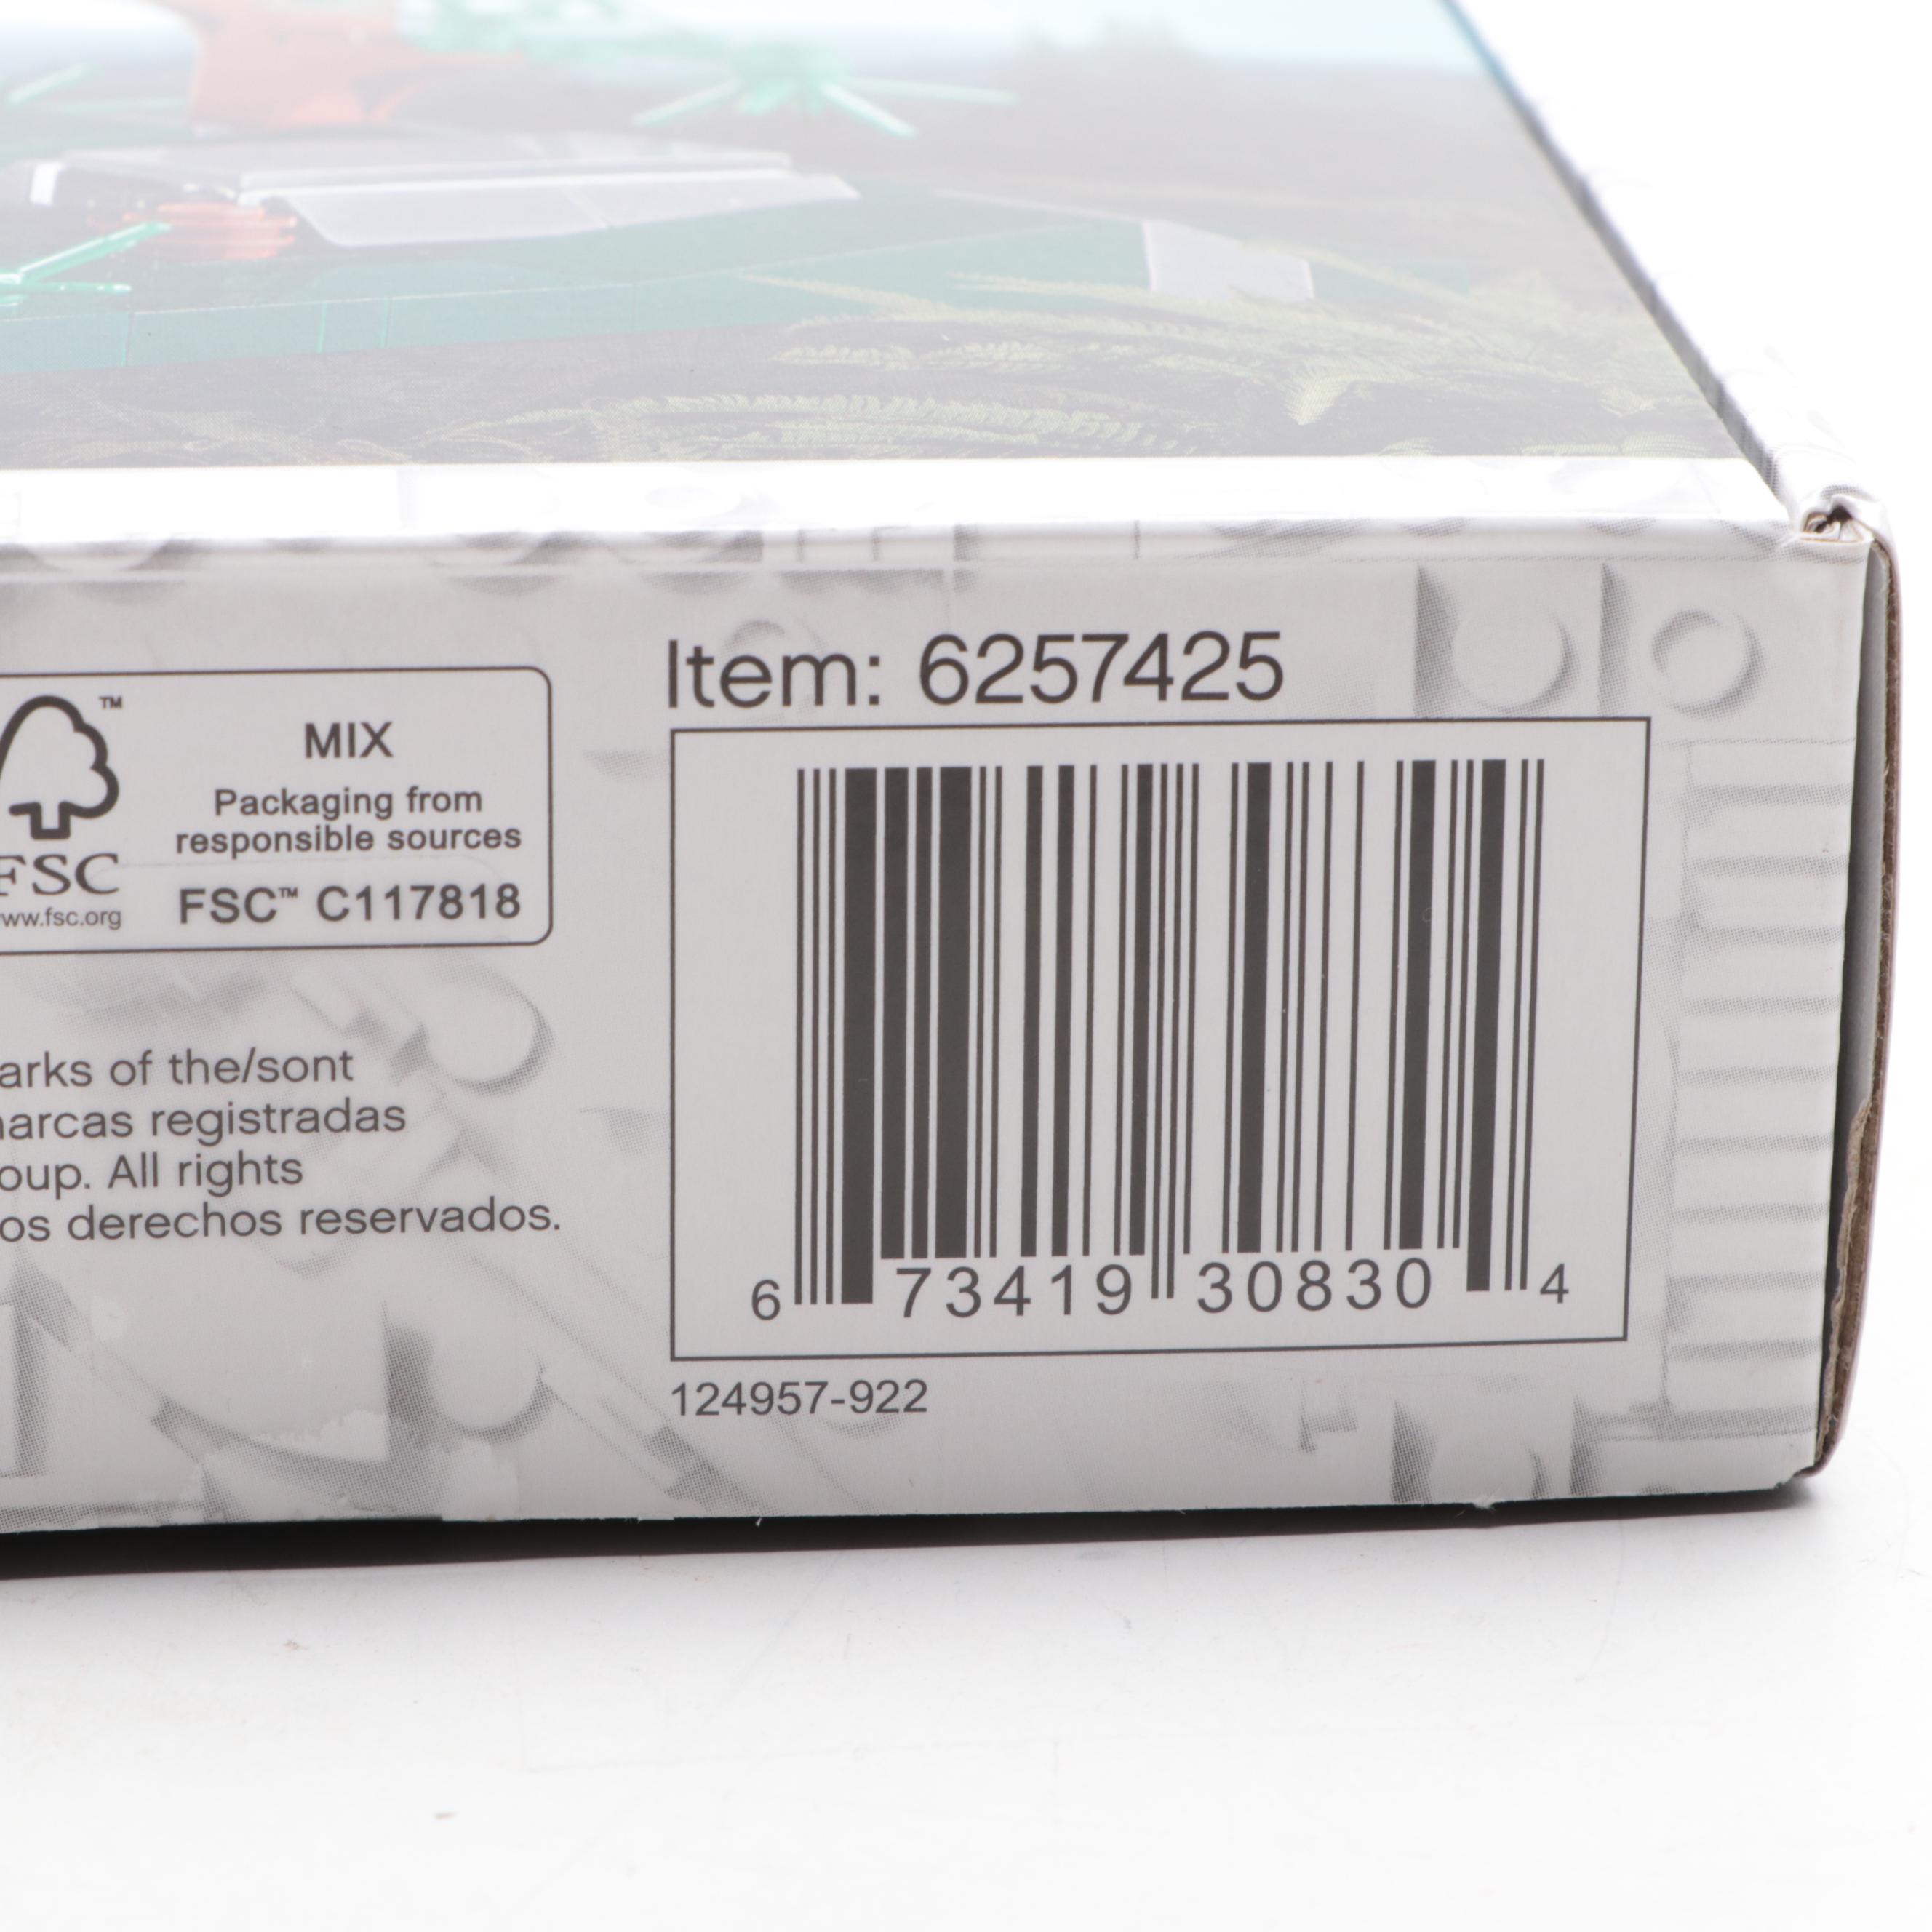 Item: 6257425
TM
MIX
Packaging from
responsible sources
FSC
FSC™ C117818
www.fsc.org
arks of the/sont
marcas registradas
oup. All rights
os derechos reservados.
6 73419 30830 4
124957-922